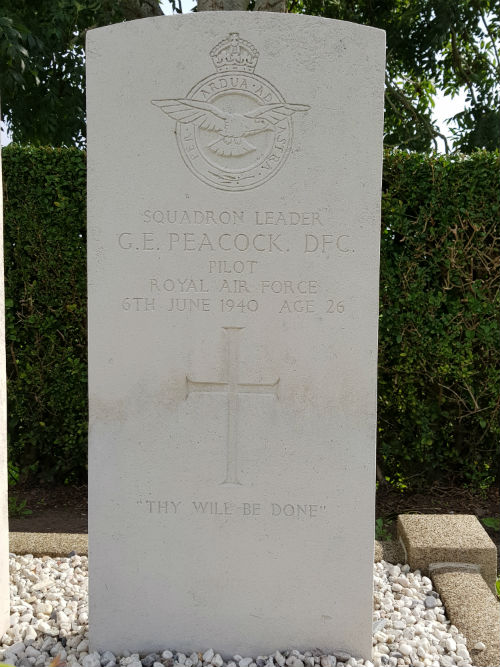 PER ARDUA AD ASTRA
SQUADRON LEADER
G.E. PEACOCK. DFC.
PILOT
ROYAL AIR FORCE
6TH JUNE 1940 AGE 26
"THY WILL BE DONE"